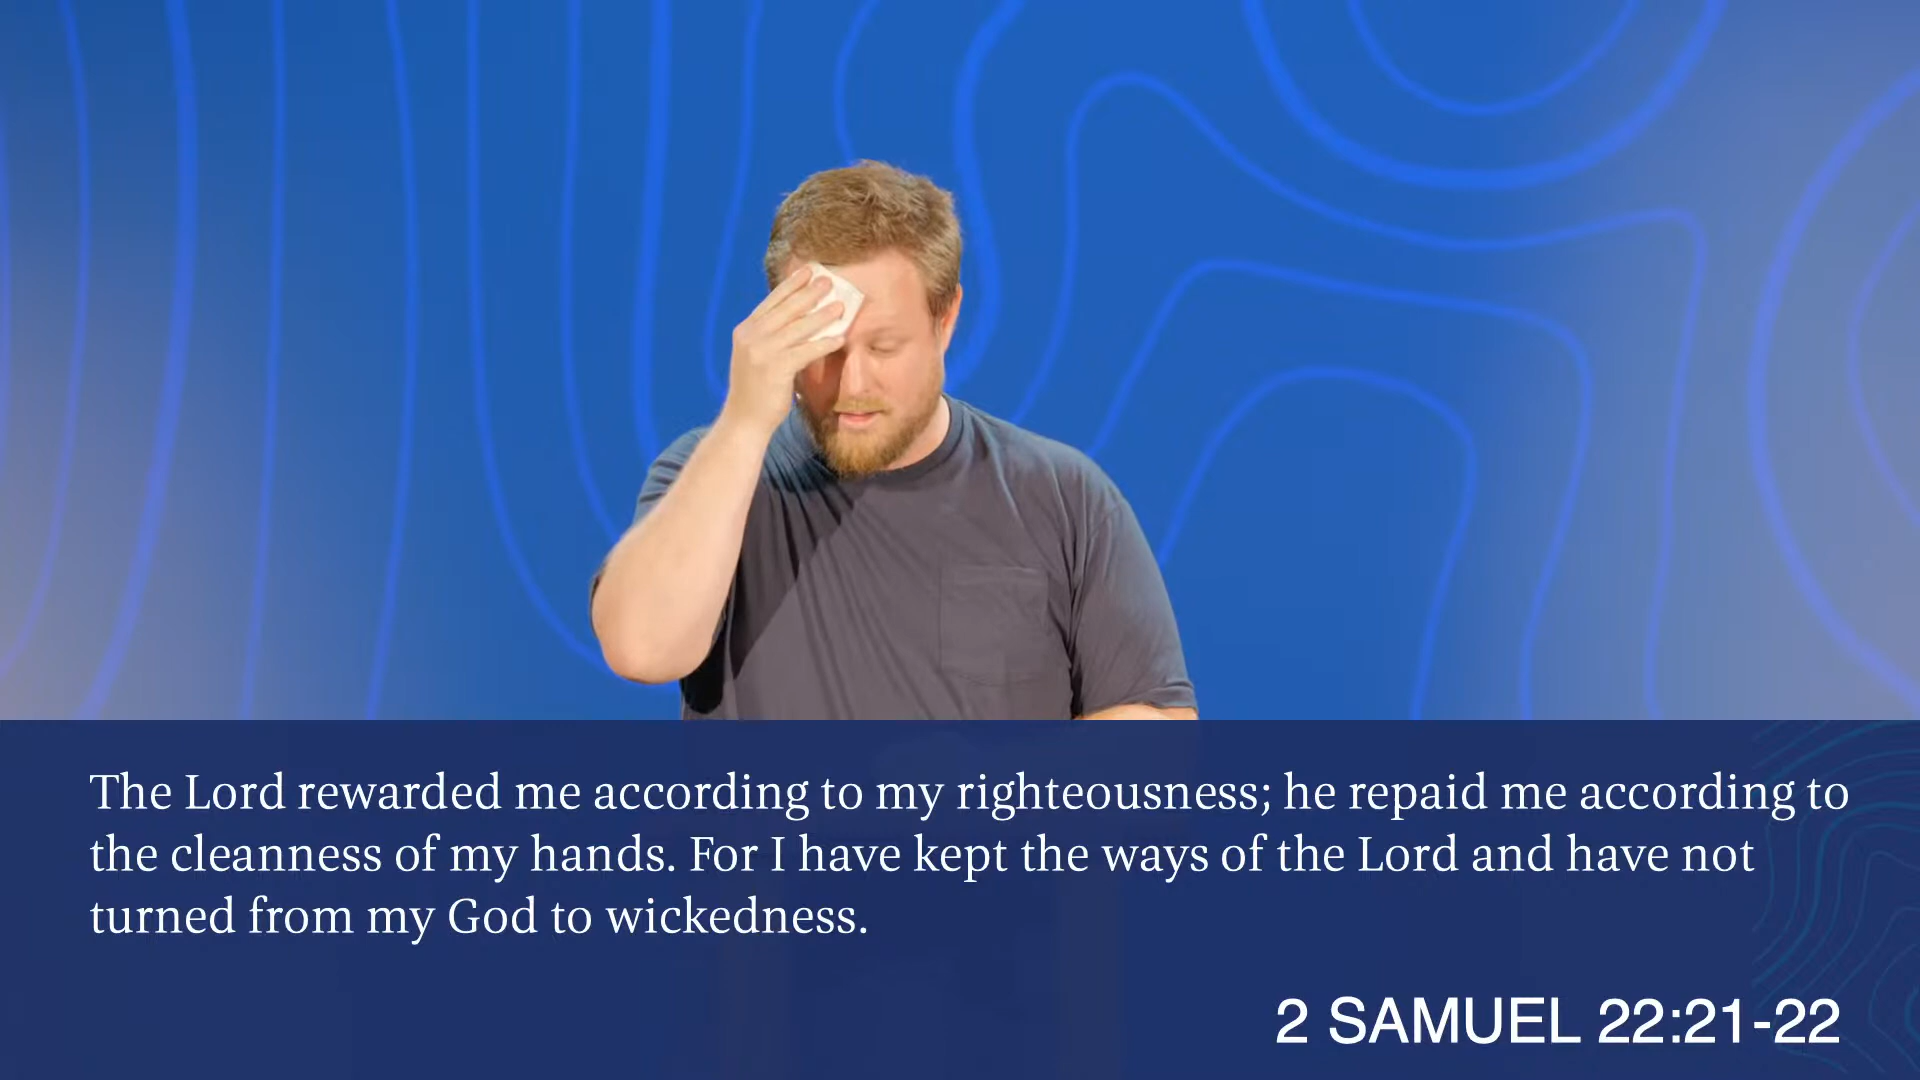 The Lord rewarded me according to my righteousness; he repaid me according to
the cleanness of my hands. For I have kept the ways of the Lord and have not
turned from my God to wickedness.
2 SAMUEL 22:21-22